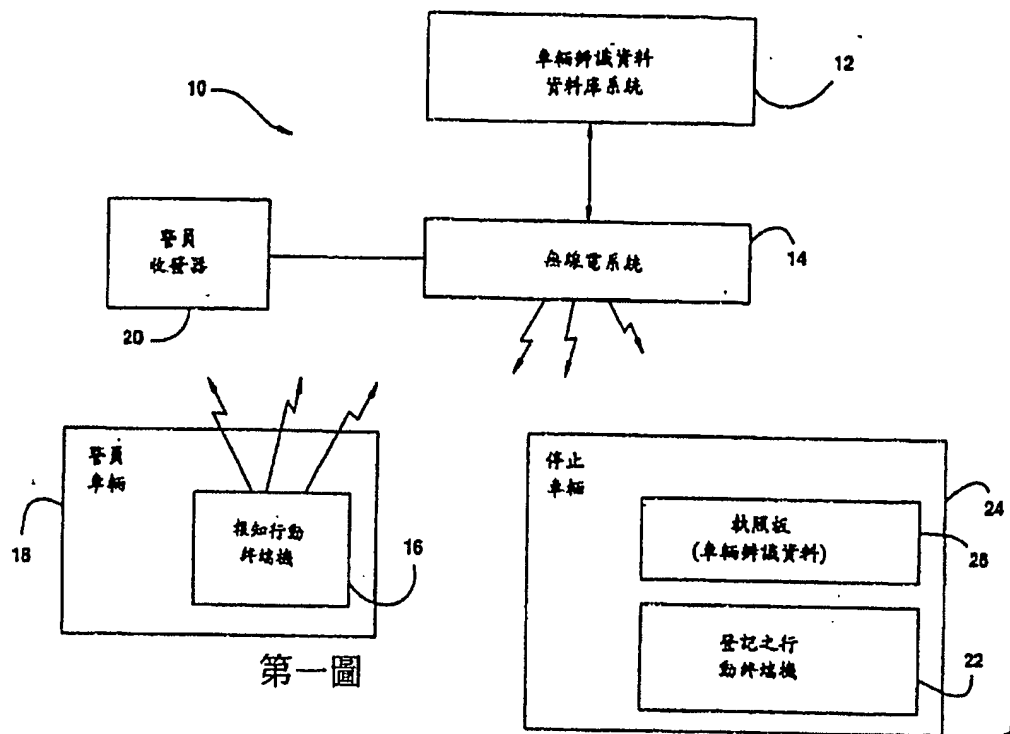 車輛辨識資料
資料庫系統
12
10
警員
收發器
20
無線電系統
14
警員
車輛
報知行動
終端機
18
16
第一圖
停止
車輛
執照板
(車輛辨識資料)
24
26
登記之行
動終端機
22